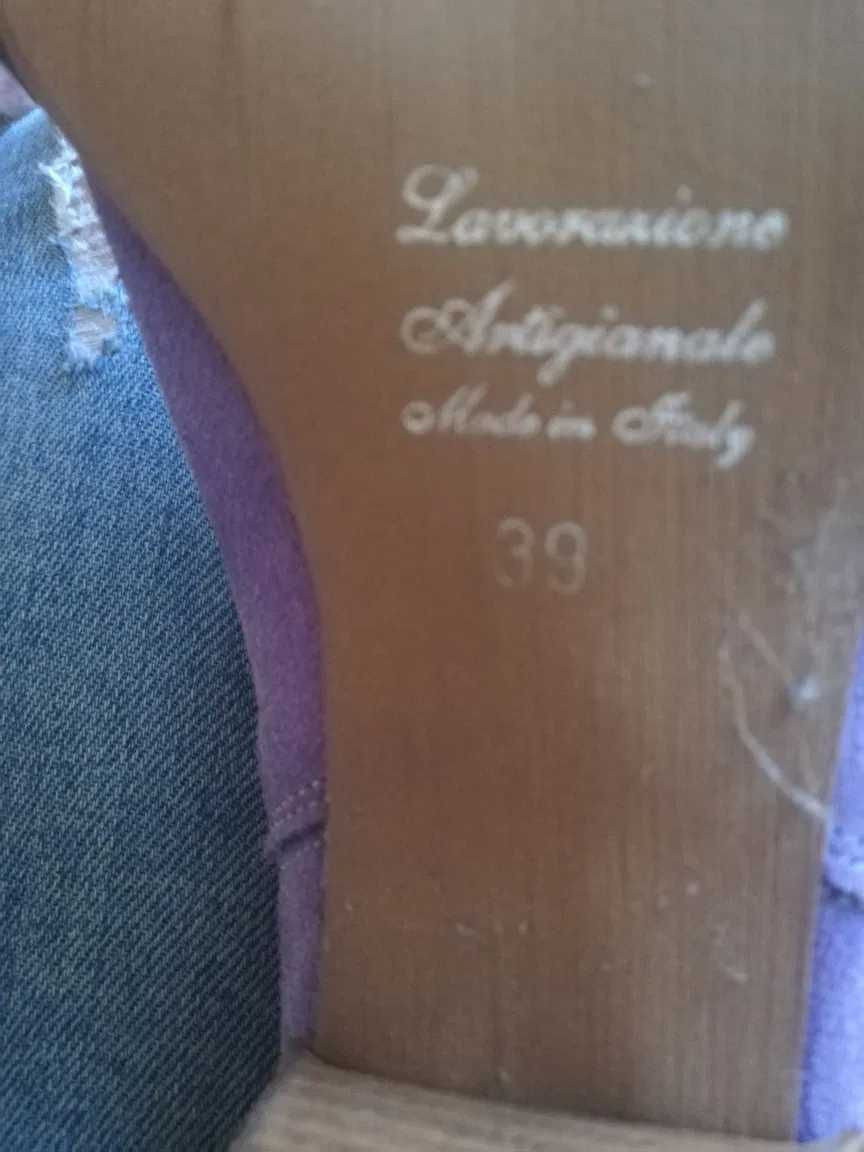 Lavorazione
Artigianale
Made in Italy
39